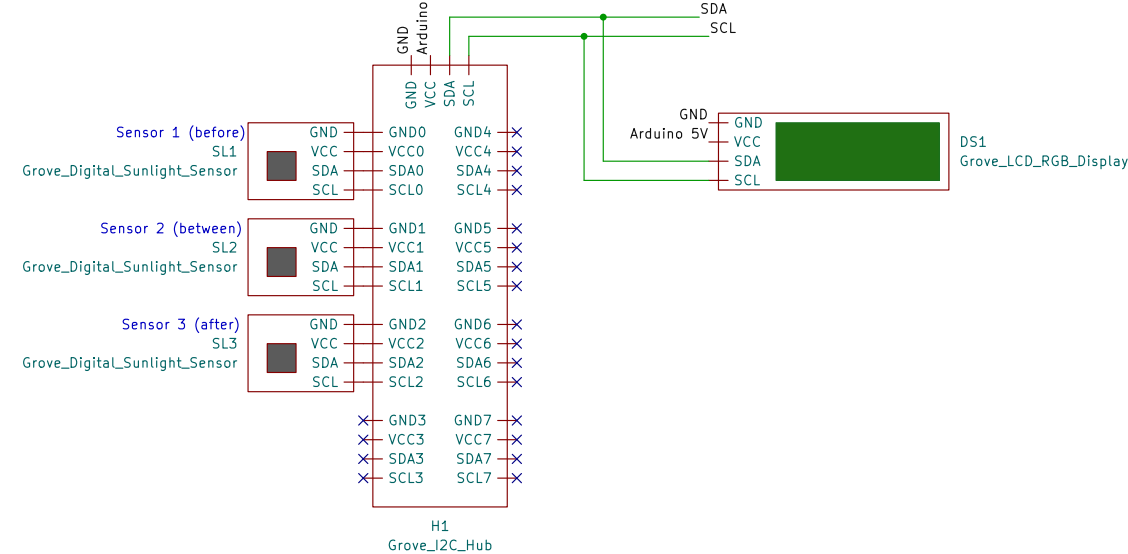 SDA
SCL
GND
Arduino
GND
VCC
SDA
SCL
Sensor 1 (before)
SL1
Grove_Digital_Sunlight_Sensor
GND
VCC
SDA
SCL
GND0
VCC0
SDA0
SCL0
GND4
VCC4
SDA4
SCL4
Sensor 2 (between)
SL2
Grove_Digital_Sunlight_Sensor
GND
VCC
SDA
SCL
GND1
VCC1
SDA1
SCL1
GND5
VCC5
SDA5
SCL5
Sensor 3 (after)
SL3
Grove_Digital_Sunlight_Sensor
GND
VCC
SDA
SCL
GND2
VCC2
SDA2
SCL2
GND6
VCC6
SDA6
SCL6
GND3
VCC3
SDA3
SCL3
GND7
VCC7
SDA7
SCL7
H1
Grove_I2C_Hub
GND
Arduino 5V
GND
VCC
SDA
SCL
DS1
Grove_LCD_RGB_Display